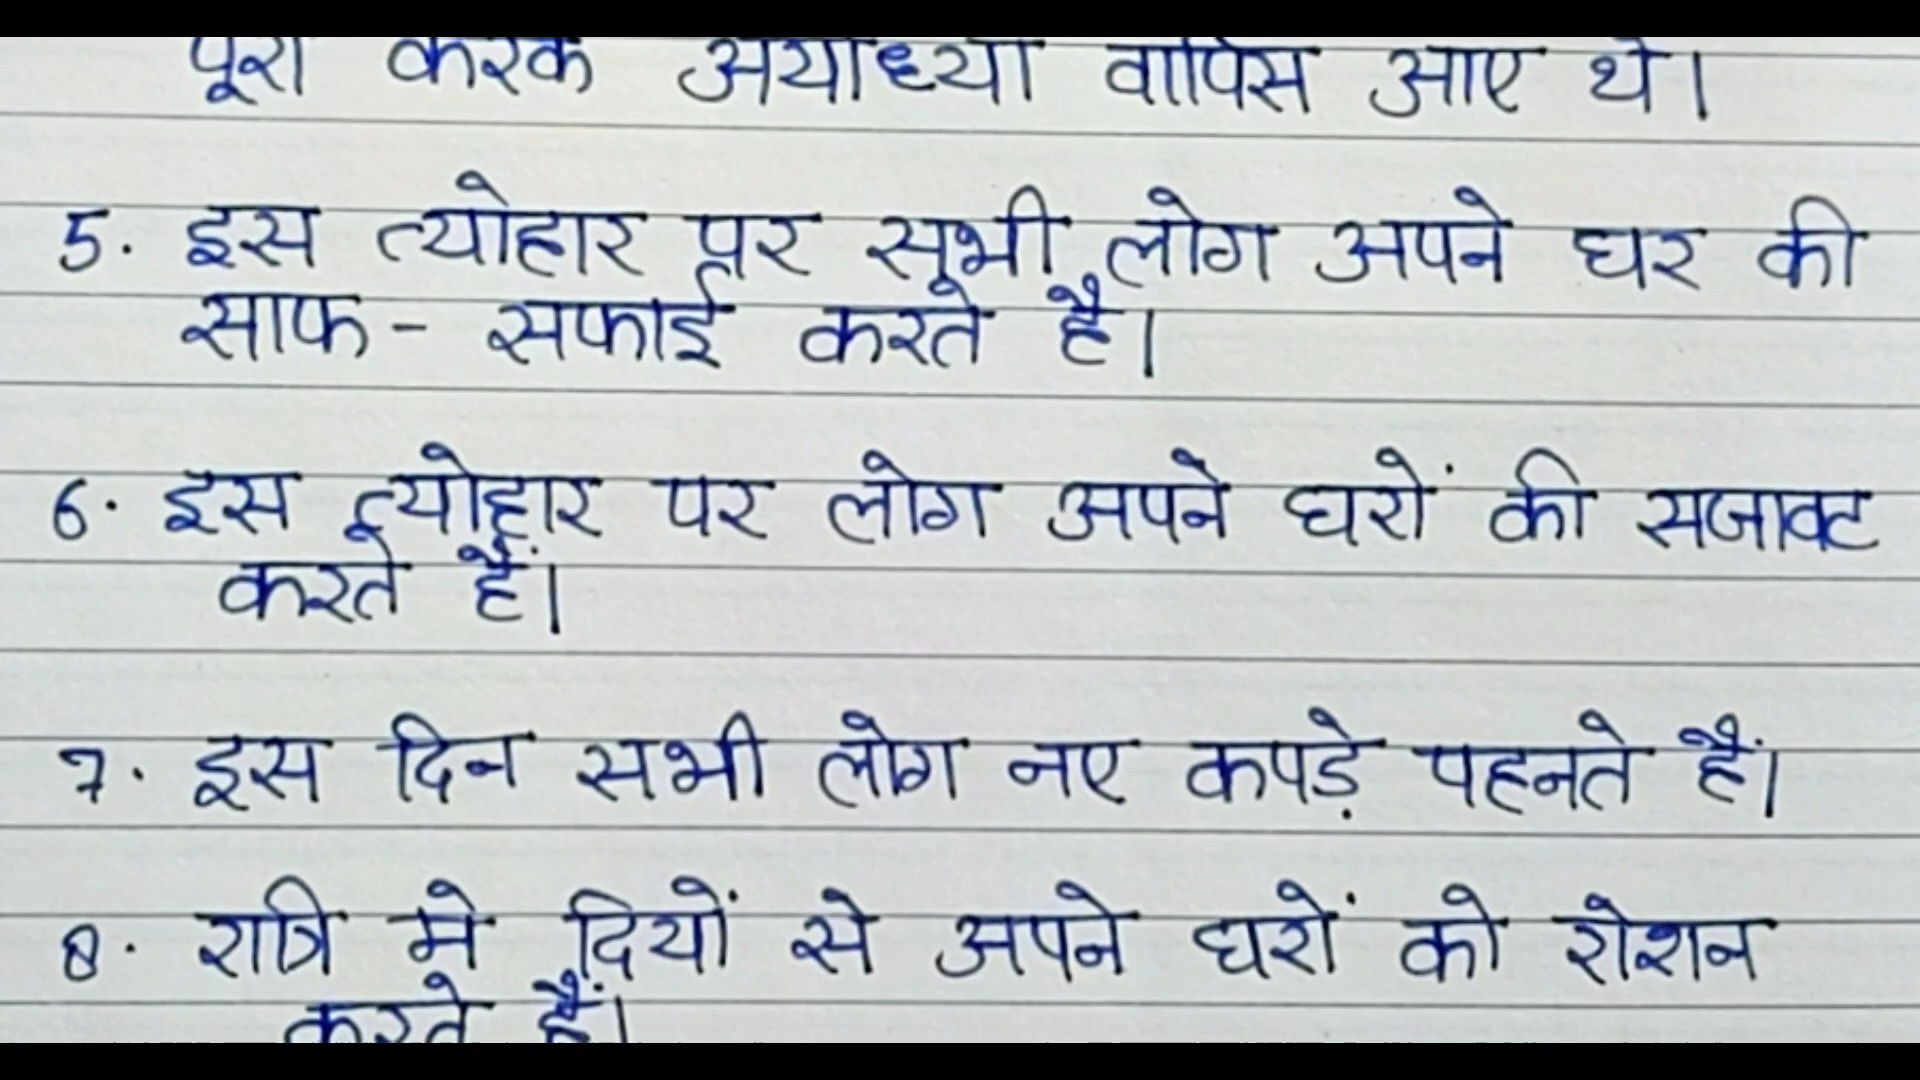 पूरा करके अयोध्या वापिस आए थे।
5. इस त्योहार पर सभी लोग अपने घर की
साफ - सफाई करते है।
6. इस त्योहार पर लोग अपने घरों की सजावट
करते हैं।
7. इस दिन सभी लोग नए कपड़े पहनते हैं।
8. रात्रि मे दियों से अपने घरों को रोशन
करते हैं।